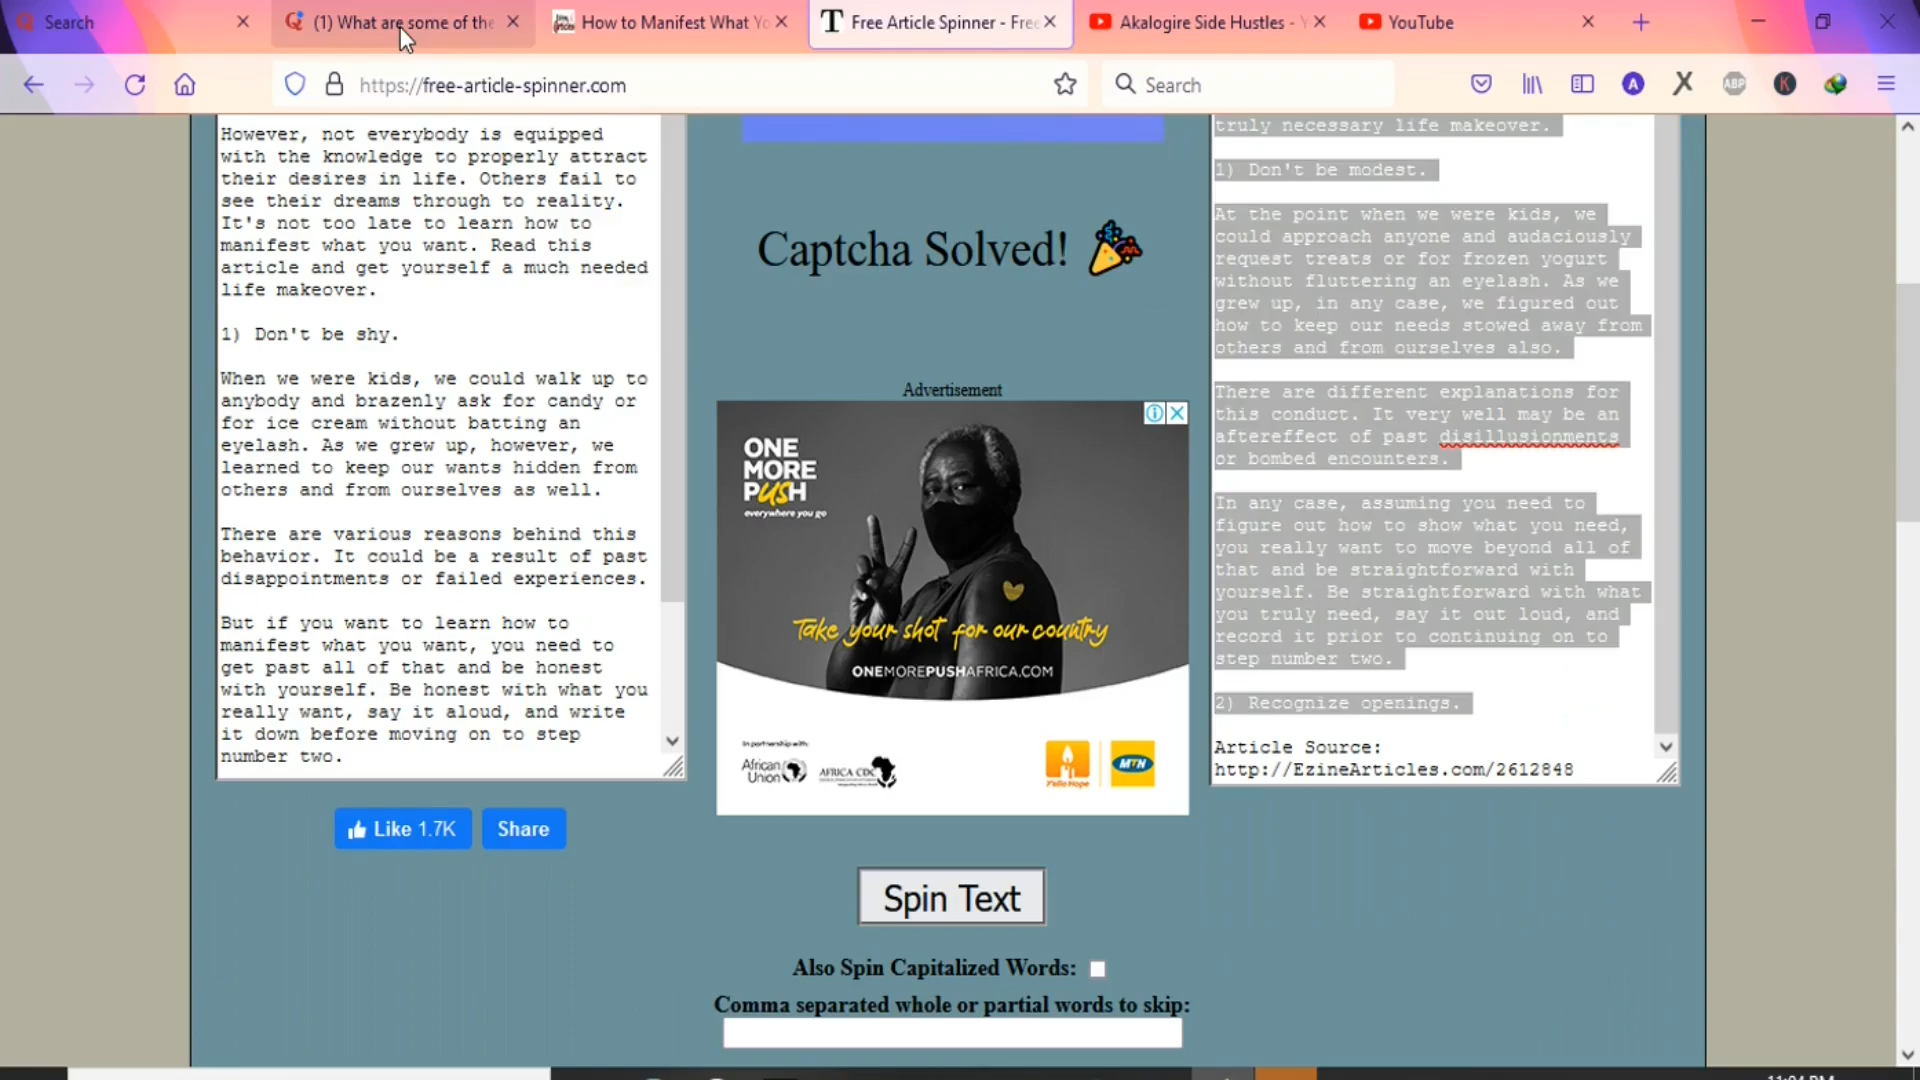 Search
(1) What are some of the
How to Manifest What Yo
Free Article Spinner - Free
Akalogire Side Hustles - Y
YouTube
https://free-article-spinner.com
Search
However, not everybody is equipped
with the knowledge to properly attract
their desires in life. Others fail to
see their dreams through to reality.
It's not too late to learn how to
manifest what you want. Read this
article and get yourself a much needed
life makeover.
1) Don't be shy.
When we were kids, we could walk up to
anybody and brazenly ask for candy or
for ice cream without batting an
eyelash. As we grew up, however, we
learned to keep our wants hidden from
others and from ourselves as well.
There are various reasons behind this
behavior. It could be a result of past
disappointments or failed experiences.
But if you want to learn how to
manifest what you want, you need to
get past all of that and be honest
with yourself. Be honest with what you
really want, say it aloud, and write
it down before moving on to step
number two.
Like 1.7K
Share
Captcha Solved!
Advertisement
ONE
MORE
PUSH
everywhere you go
Take your shot for our country
ONEMOREPUSHAFRICA.COM
In partnership with:
African
Union
AFRICA CDC
Y'ello Hope
MTN
Spin Text
Also Spin Capitalized Words:
Comma separated whole or partial words to skip:
truly necessary life makeover.
1) Don't be modest.
At the point when we were kids, we
could approach anyone and audaciously
request treats or for frozen yogurt
without fluttering an eyelash. As we
grew up, in any case, we figured out
how to keep our needs stowed away from
others and from ourselves also.
There are different explanations for
this conduct. It very well may be an
aftereffect of past disillusionments
or bombed encounters.
In any case, assuming you need to
figure out how to show what you need,
you really want to move beyond all of
that and be straightforward with
yourself. Be straightforward with what
you truly need, say it out loud, and
record it prior to continuing on to
step number two.
2) Recognize openings.
Article Source:
http://EzineArticles.com/2612848